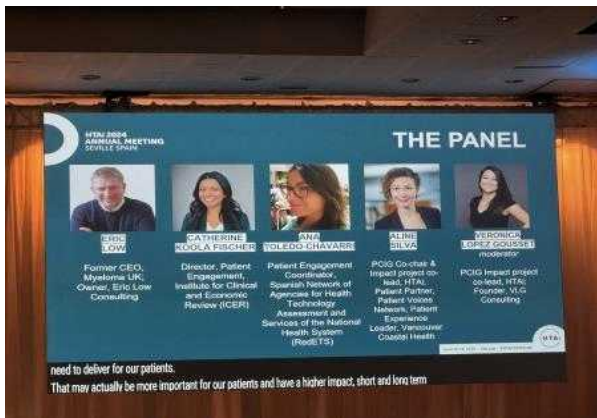 HTAi 2024
ANNUAL MEETING
SEVILLE SPAIN
THE PANEL
ERIC
LOW
Former CEO,
Myeloma UK,
Owner, Eric Low
Consulting
CATHERINE
KOOLA FISCHER
Director, Patient
Engagement,
Institute for Clinical
and Economic
Review (ICER)
ANA
TOLEDO-CHAVARRI
Patient Engagement
Coordinator,
Spanish Network of
Agencies for Health
Technology
Assessment and
Services of the National
Health System
(RedETS)
ALINE
SILVA
PCIG Co-chair &
Impact project co-
lead, HTAi,
Patient Partner,
Patient Voices
Network, Patient
Experience
Leader, Vancouver
Coastal Health
VERONICA
LOPEZ GOUSSET
moderator
PCIG Impact project
co-lead, HTAi;
Founder, VLG
Consulting
HTAi
need to deliver for our patients.
That may actually be more important for our patients and have a higher impact, short and long term